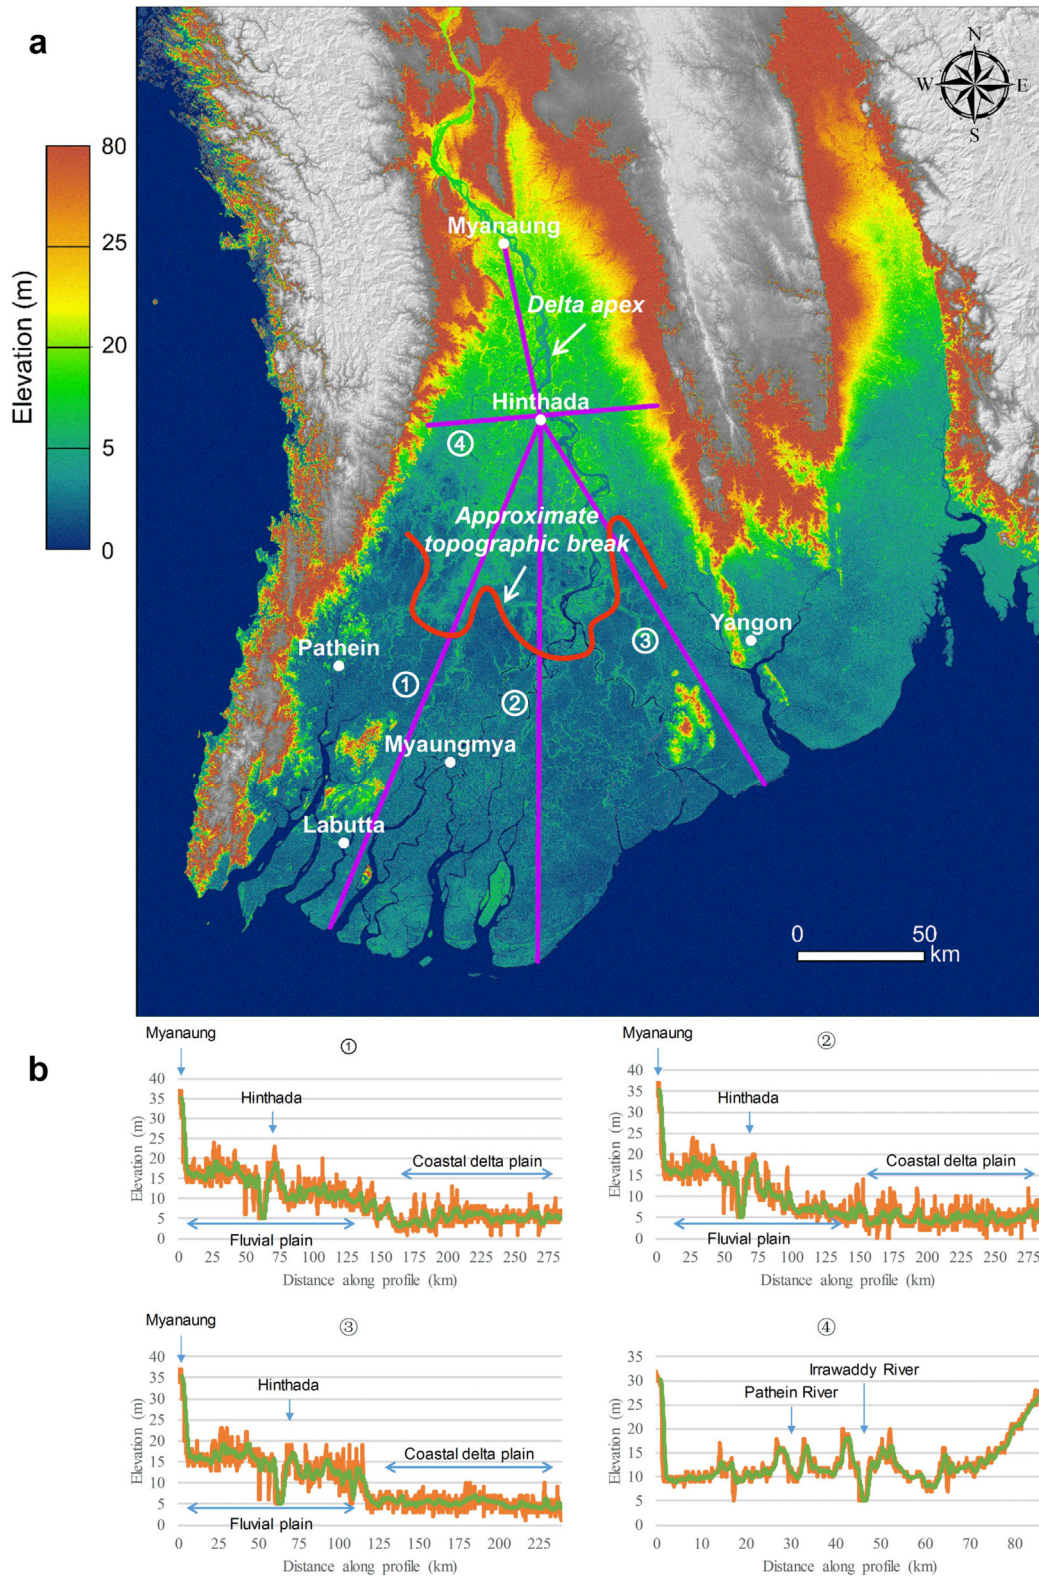 a
N
W
E
S
80
25
20
5
0
Elevation (m)
Myanaung
Delta apex
Hinthada
④
Approximate
topographic break
Pathein
Yangon
③
①
②
Myaungmya
Labutta
0 50
km
b
Myanaung
①
40
35
30
25
20
15
10
5
0
Elevation (m)
Hinthada
Coastal delta plain
Fluvial plain
0 25 50 75 100 125 150 175 200 225 250 275
Distance along profile (km)
Myanaung
②
40
35
30
25
20
15
10
5
0
Elevation (m)
Hinthada
Coastal delta plain
Fluvial plain
0 25 50 75 100 125 150 175 200 225 250 275
Distance along profile (km)
Myanaung
③
40
35
30
25
20
15
10
5
0
Elevation (m)
Hinthada
Coastal delta plain
Fluvial plain
0 25 50 75 100 125 150 175 200 225
Distance along profile (km)
④
35
30
25
20
15
10
5
0
Elevation (m)
Irrawaddy River
Pathein River
0 10 20 30 40 50 60 70 80
Distance along profile (km)